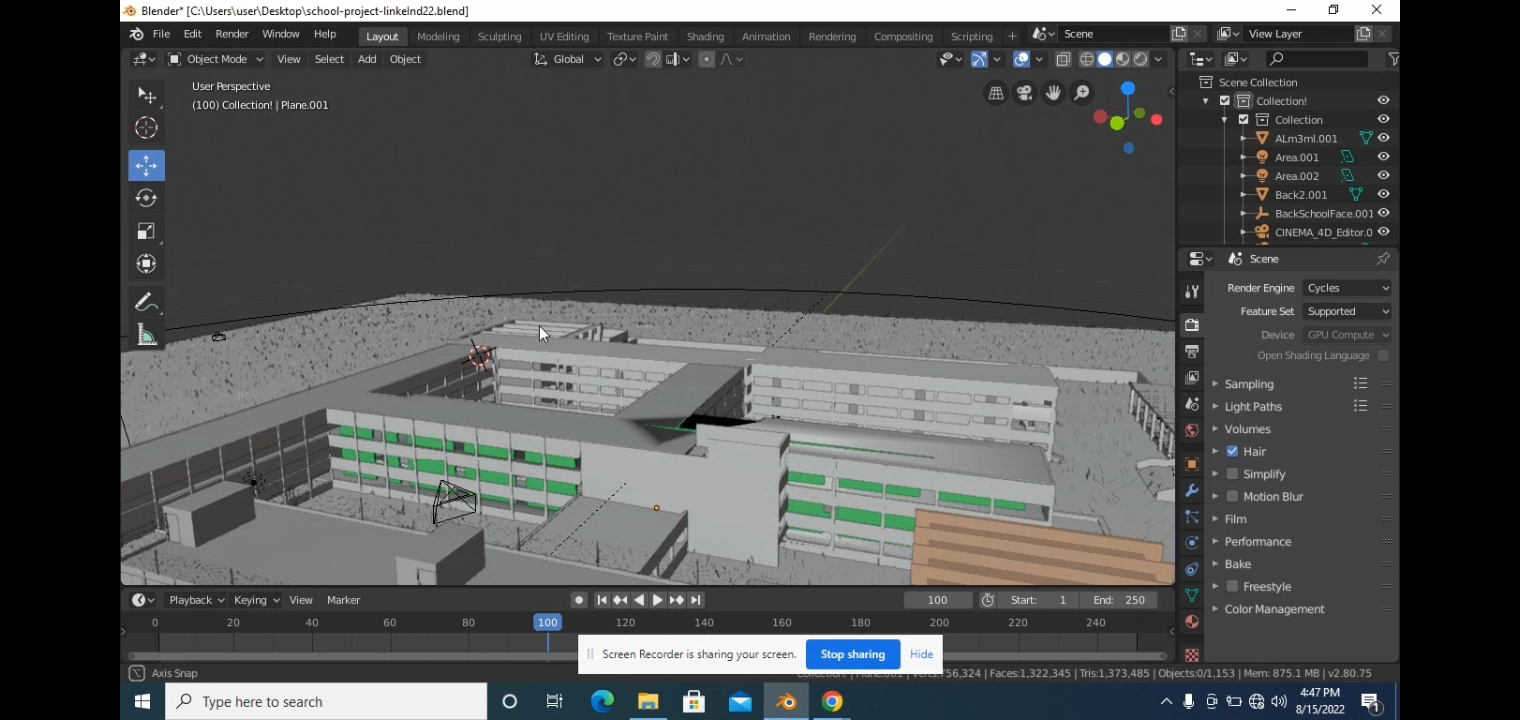 Blender* [C:\Users\user\Desktop\school-project-linkelnd22.blend]
File Edit Render Window Help Layout Modeling Sculpting UV Editing Texture Paint Shading Animation Rendering Compositing Scripting + Scene View Layer
Object Mode View Select Add Object Global
User Perspective
(100) Collection! | Plane.001
Scene Collection
Collection!
Collection
ALm3ml.001
Area.001
Area.002
Back2.001
BackSchoolFace.001
CINEMA_4D_Editor.0
Scene
Render Engine Cycles
Feature Set Supported
Device GPU Compute
Open Shading Language
Sampling
Light Paths
Volumes
Hair
Simplify
Motion Blur
Film
Performance
Bake
Freestyle
Color Management
Playback Keying View Marker 100 Start: 1 End: 250
0 20 40 60 80 100 120 140 160 180 200 220 240
Screen Recorder is sharing your screen. Stop sharing Hide
Axis Snap
Plane.001 | Verts:756,324 | Faces:1,322,345 | Tris:1,373,485 | Objects:0/1,153 | Mem: 875.1 MB | v2.80.75
Type here to search
4:47 PM
8/15/2022
1